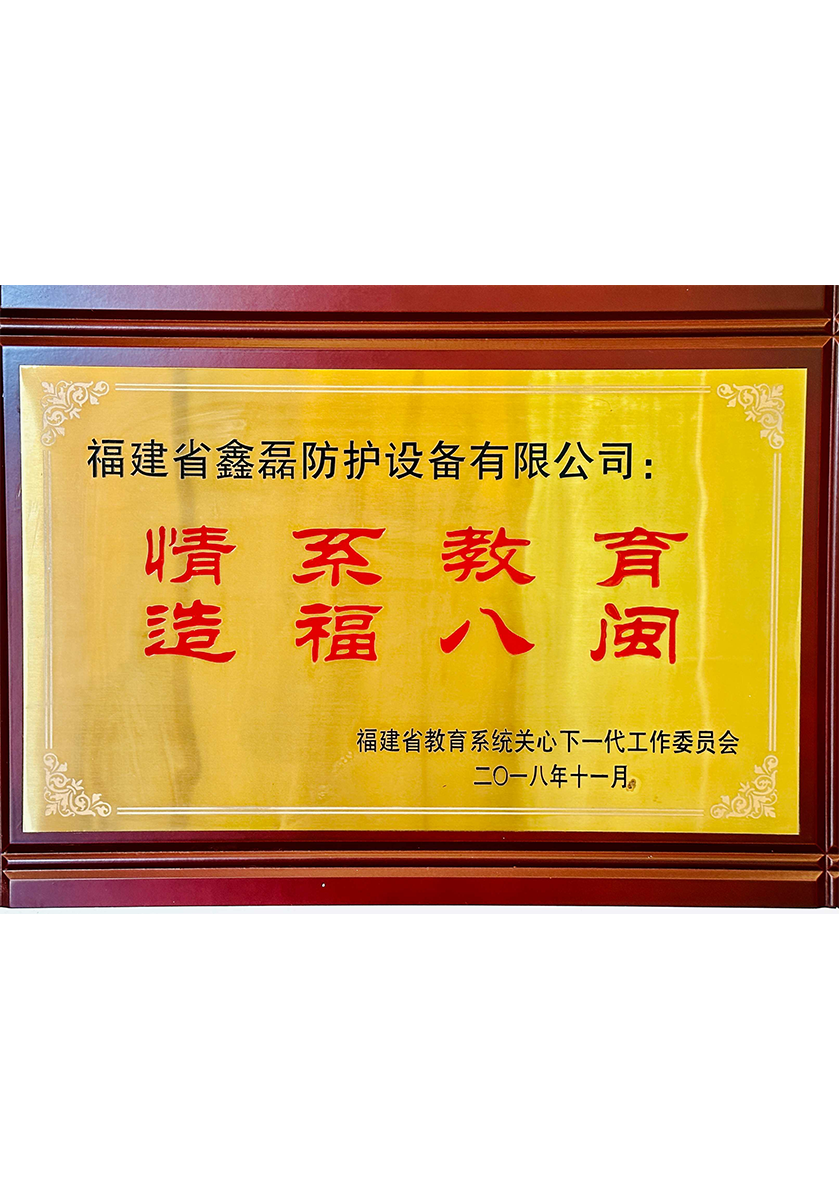 福建省鑫磊防护设备有限公司：
情系教育
造福八闽
福建省教育系统关心下一代工作委员会
二〇一八年十一月